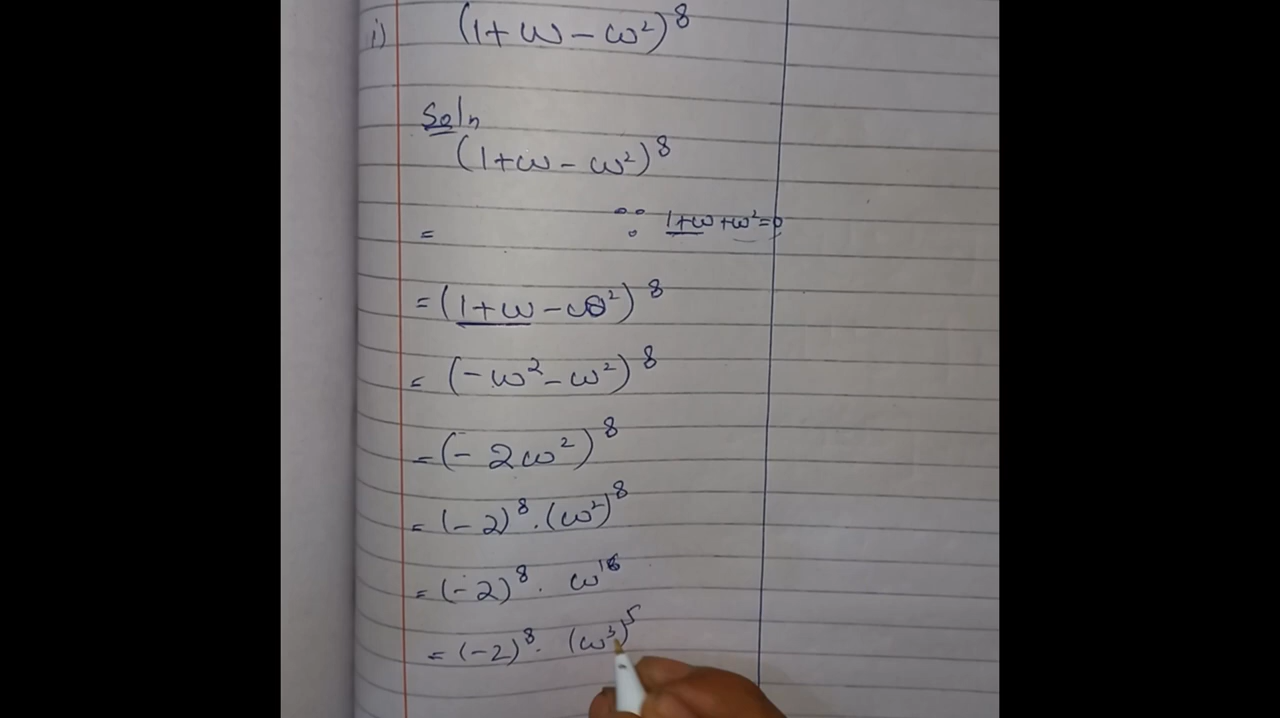 i) (1+ω-ω²)⁸
Soln
(1+ω-ω²)⁸
= ∵ 1+ω+ω²=0
=(1+ω-ω²)⁸
= (-ω²-ω²)⁸
=(-2ω²)⁸
=(-2)⁸.(ω²)⁸
=(-2)⁸. ω¹⁶
=(-2)⁸. (ω³)⁵